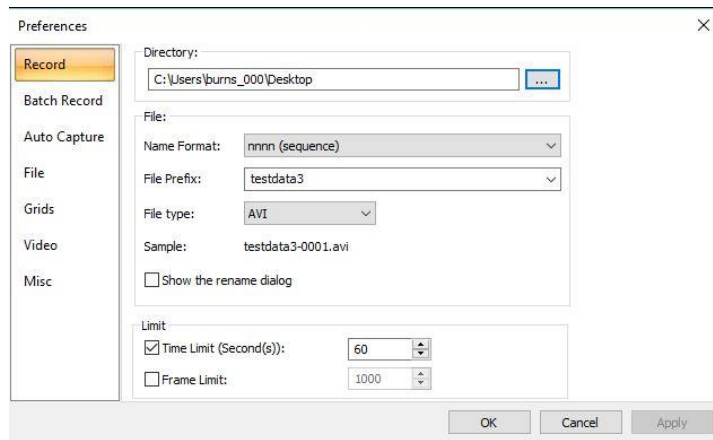 Preferences
Record
Batch Record
Auto Capture
File
Grids
Video
Misc
Directory:
C:\Users\burns_000\Desktop
...
File:
Name Format: nnnn (sequence)
File Prefix: testdata3
File type: AVI
Sample: testdata3-0001.avi
Show the rename dialog
Limit
Time Limit (Second(s)): 60
Frame Limit: 1000
OK Cancel Apply